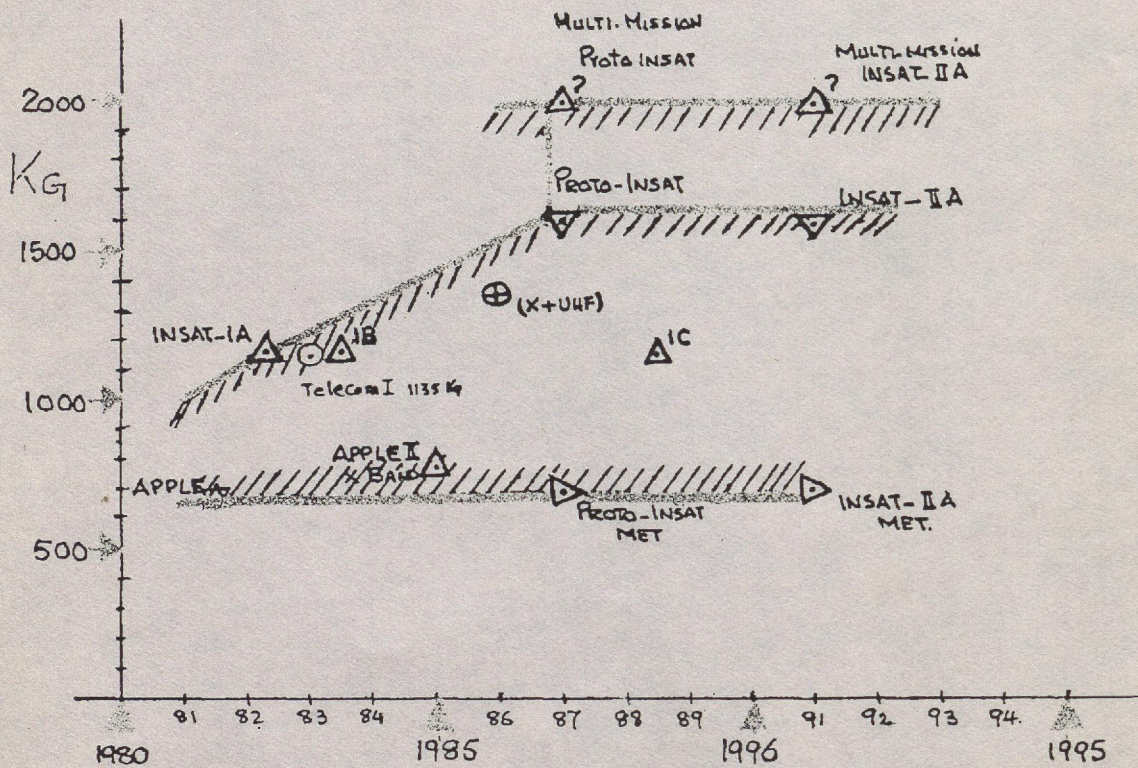 MULTI-MISSION
Proto INSAT
MULTI-MISSION
INSAT IIA
?
?
2000
KG
PROTO-INSAT
INSAT-IIA
1500
(X+UHF)
INSAT-1A
1B
1C
Telecom I 1135 Kg
1000
APPLE II
X BAND
APPLE
PROTO-INSAT
MET
INSAT-IIA
MET.
500
81 82 83 84 86 87 88 89 91 92 93 94.
1980 1985 1996 1995